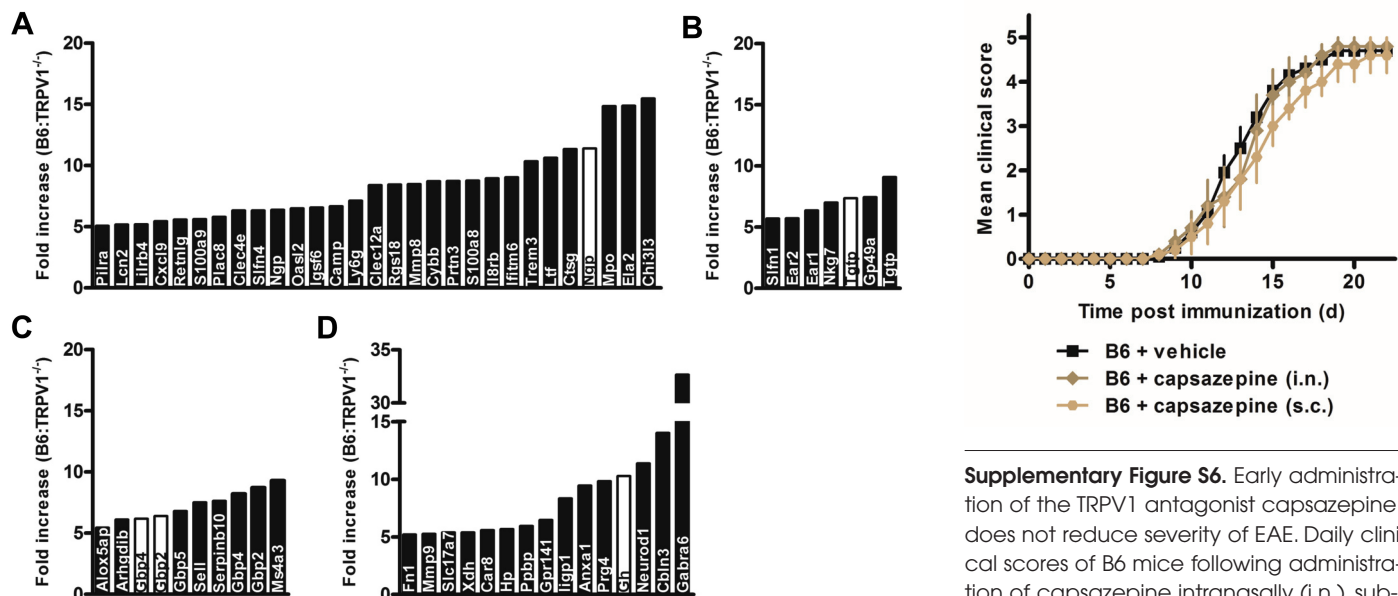 A
Fold increase (B6:TRPV1-/-)
20
15
10
5
0
Pilra
Lcn2
Lilrb4
Cxcl9
Retnlg
S100a9
Plac8
Clec4e
Slfn4
Ngp
Oasl2
Igsf6
Camp
Ly6g
Clec12a
Rgs18
Mmp8
Cybb
Prtn3
S100a8
Il8rb
Ifitm6
Trem3
Ltf
Ctsg
Ngp
Mpo
Ela2
Chi3l3
B
Fold increase (B6:TRPV1-/-)
20
15
10
5
0
Slfn1
Ear2
Ear1
Nkg7
Tgtp
Gp49a
Tgtp
C
Fold increase (B6:TRPV1-/-)
20
15
10
5
0
Alox5ap
Arhgdib
Gbp4
Gbp2
Gbp5
Sell
Serpinb10
Gbp4
Gbp2
Ms4a3
D
Fold increase (B6:TRPV1-/-)
35
30
15
10
5
0
Fn1
Mmp9
Slc17a7
Xdh
Car8
Hp
Ppbp
Gpr141
Iigp1
Anxa1
Prg4
Gh
Neurod1
Cbln3
Gabra6
Mean clinical score
5
4
3
2
1
0
0 5 10 15 20
Time post immunization (d)
B6 + vehicle
B6 + capsazepine (i.n.)
B6 + capsazepine (s.c.)
Supplementary Figure S6. Early administra-
tion of the TRPV1 antagonist capsazepine
does not reduce severity of EAE. Daily clini-
cal scores of B6 mice following administra-
tion of capsazepine intranasally (i.n.), sub-